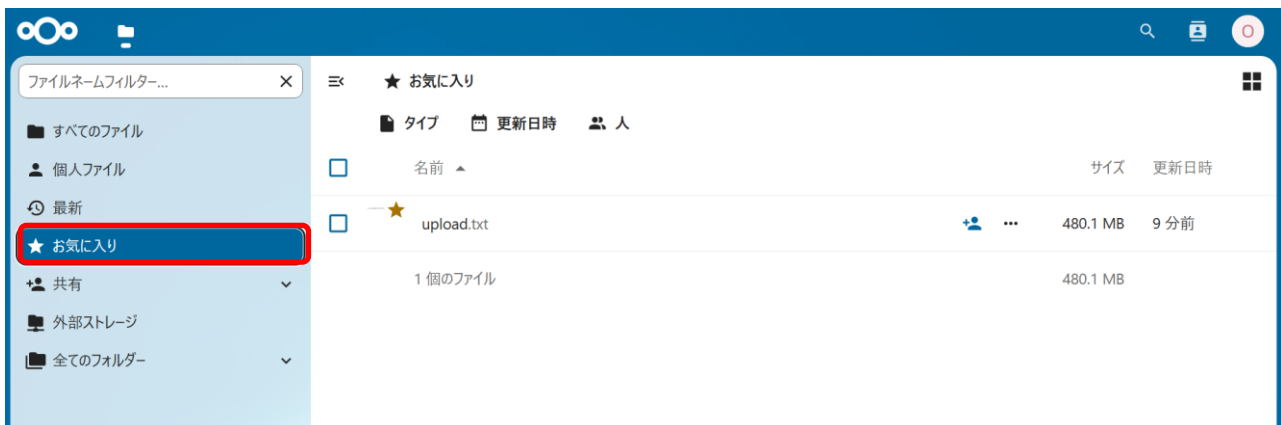 O
ファイルネームフィルター...
すべてのファイル
個人ファイル
最新
お気に入り
共有
外部ストレージ
全てのフォルダー
お気に入り
タイプ 更新日時 人
名前 サイズ 更新日時
upload.txt 480.1 MB 9 分前
1 個のファイル 480.1 MB